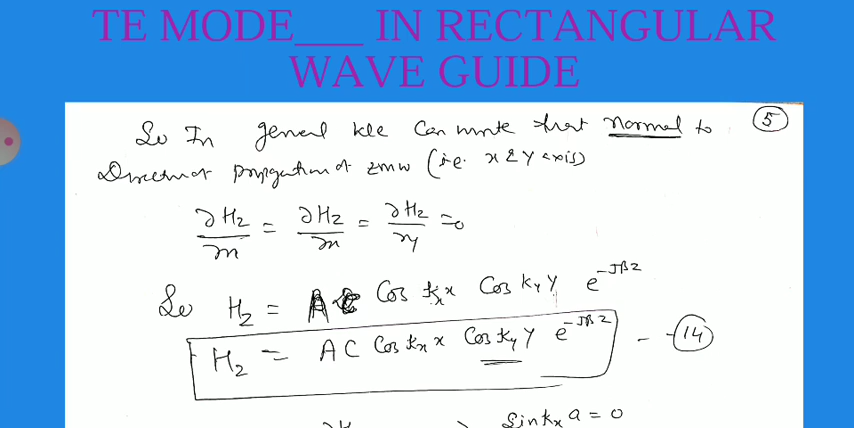 TE MODE___ IN RECTANGULAR
WAVE GUIDE
So In general we can write that normal to (5)
Direction of propagation of EMW (i.e. x & y axis)
∂Hz/∂n = ∂Hz/∂x = ∂Hz/∂y = 0
So Hz = AC Cos kx x Cos ky y e^-Jβz
Hz = AC Cos kx x Cos ky y e^-Jβz - (14)
Sin kx a = 0